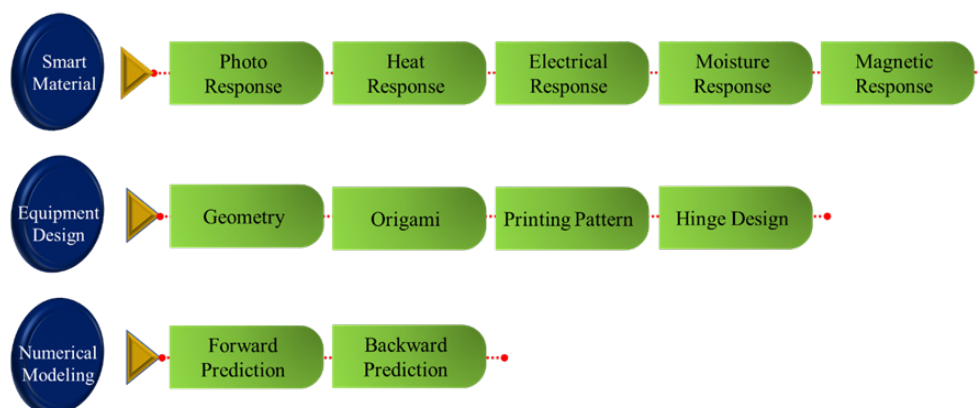 Smart
Material
Photo
Response
Heat
Response
Electrical
Response
Moisture
Response
Magnetic
Response
Equipment
Design
Geometry
Origami
Printing Pattern
Hinge Design
Numerical
Modeling
Forward
Prediction
Backward
Prediction